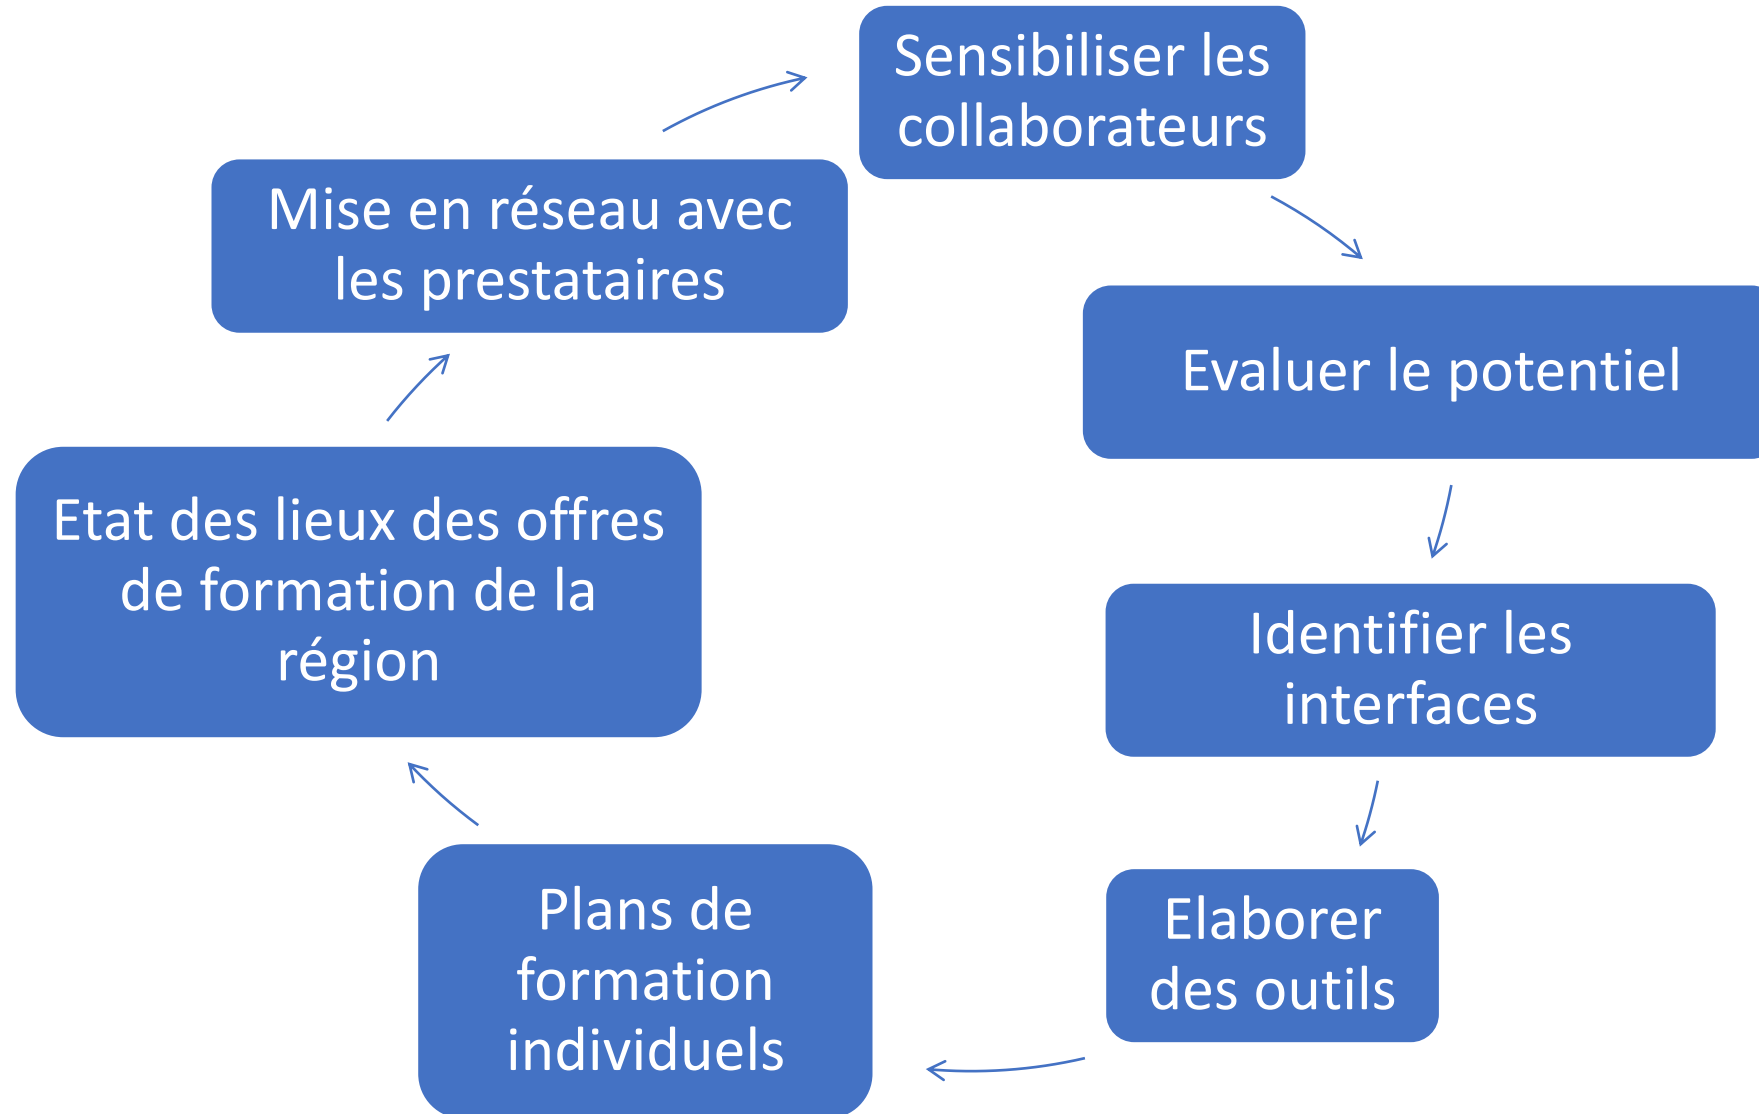 Sensibiliser les
collaborateurs
Evaluer le potentiel
Identifier les
interfaces
Elaborer
des outils
Plans de
formation
individuels
Etat des lieux des offres
de formation de la
région
Mise en réseau avec
les prestataires